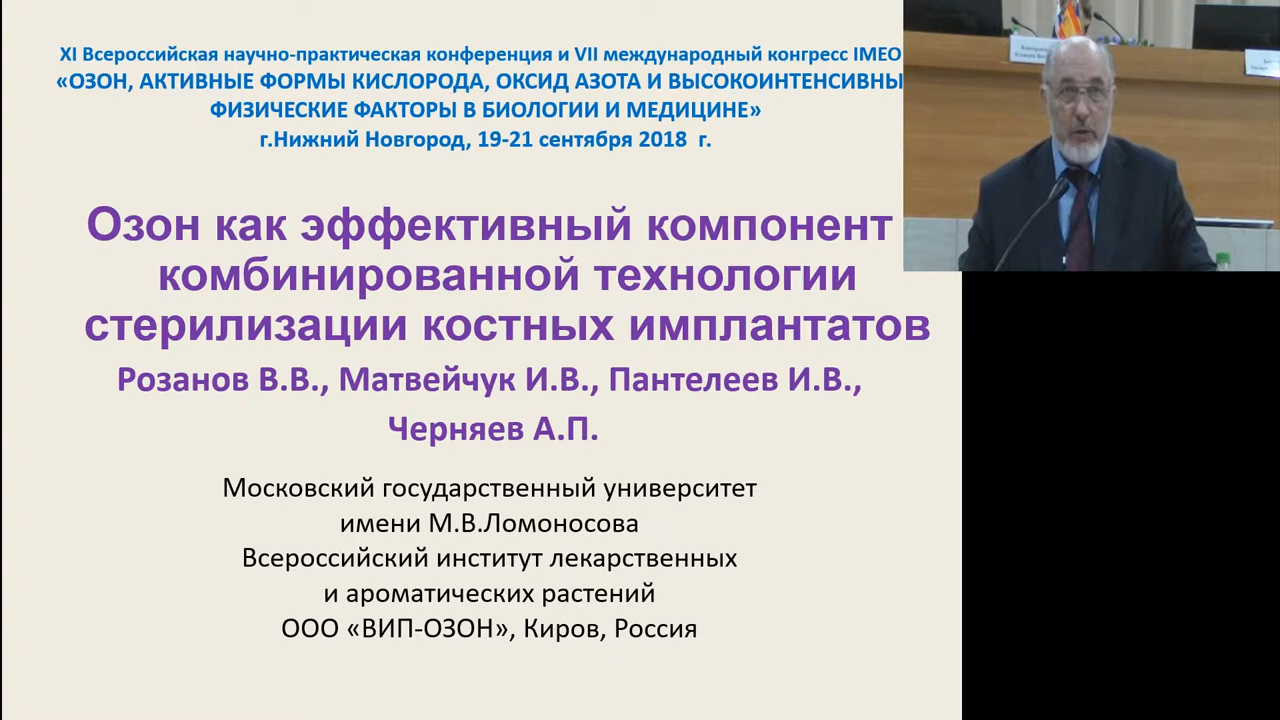 XI Всероссийская научно-практическая конференция и VII международный конгресс IMEO
«ОЗОН, АКТИВНЫЕ ФОРМЫ КИСЛОРОДА, ОКСИД АЗОТА И ВЫСОКОИНТЕНСИВНЫ
ФИЗИЧЕСКИЕ ФАКТОРЫ В БИОЛОГИИ И МЕДИЦИНЕ»
г.Нижний Новгород, 19-21 сентября 2018 г.
Озон как эффективный компонент
комбинированной технологии
стерилизации костных имплантатов
Розанов В.В., Матвейчук И.В., Пантелеев И.В.,
Черняев А.П.
Московский государственный университет
имени М.В.Ломоносова
Всероссийский институт лекарственных
и ароматических растений
ООО «ВИП-ОЗОН», Киров, Россия